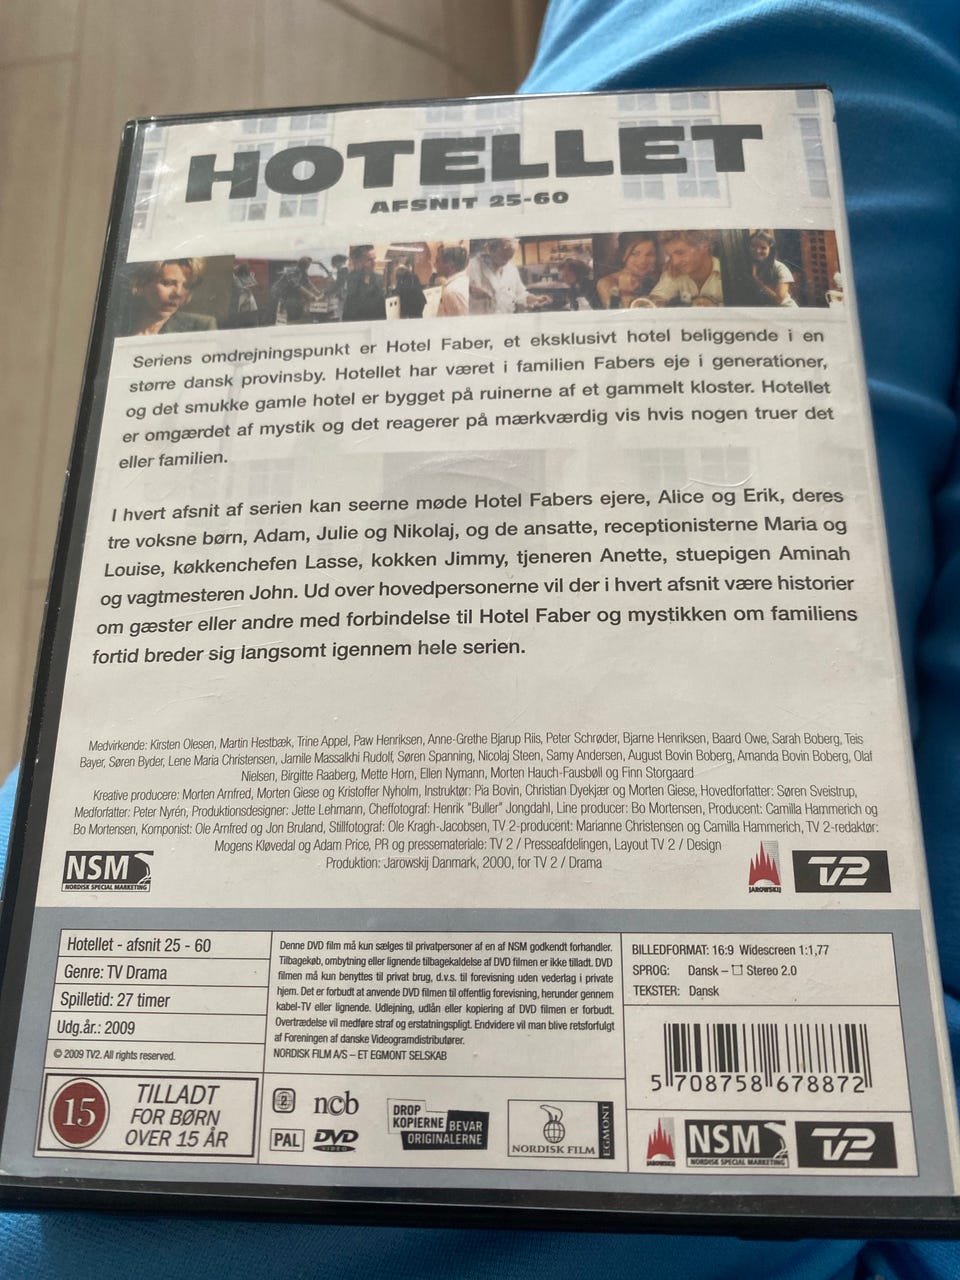 HOTELLET
AFSNIT 25-60
Seriens omdrejningspunkt er Hotel Faber, et eksklusivt hotel beliggende i en
større dansk provinsby. Hotellet har været i familien Fabers eje i generationer,
og det smukke gamle hotel er bygget på ruinerne af et gammelt kloster. Hotellet
er omgærdet af mystik og det reagerer på mærkværdig vis hvis nogen truer det
eller familien.
I hvert afsnit af serien kan seerne møde Hotel Fabers ejere, Alice og Erik, deres
tre voksne børn, Adam, Julie og Nikolaj, og de ansatte, receptionisterne Maria og
Louise, køkkenchefen Lasse, kokken Jimmy, tjeneren Anette, stuepigen Aminah
og vagtmesteren John. Ud over hovedpersonerne vil der i hvert afsnit være historier
om gæster eller andre med forbindelse til Hotel Faber og mystikken om familiens
fortid breder sig langsomt igennem hele serien.
Medvirkende: Kirsten Olesen, Martin Hestbæk, Trine Appel, Paw Henriksen, Anne-Grethe Bjarup Riis, Peter Schrøder, Bjarne Henriksen, Baard Owe, Sarah Boberg, Teis
Bayer, Søren Byder, Lene Maria Christensen, Jamile Massalkhi Rudolf, Søren Spanning, Nicolaj Steen, Samy Andersen, August Bovin Boberg, Amanda Bovin Boberg, Olaf
Nielsen, Birgitte Raaberg, Mette Horn, Ellen Nymann, Morten Hauch-Fausbøll og Finn Storgaard
Kreative producere: Morten Arnfred, Morten Giese og Kristoffer Nyholm, Instruktør: Pia Bovin, Christian Dyekjær og Morten Giese, Hovedforfatter: Søren Sveistrup,
Medforfatter: Peter Nyrén, Produktionsdesigner: Jette Lehmann, Cheffotograf: Henrik "Buller" Jongdahl, Line producer: Bo Mortensen, Producent: Camilla Hammerich og
Bo Mortensen, Komponist: Ole Arnfred og Jon Bruland, Stillfotograf: Ole Kragh-Jacobsen, TV 2-producent: Marianne Christensen og Camilla Hammerich, TV 2-redaktør:
Mogens Kløvedal og Adam Price, PR og pressemateriale: TV 2 / Presseafdelingen, Layout TV 2 / Design
Produktion: Jarowskij Danmark, 2000, for TV 2 / Drama
NSM
NORDISK SPECIAL MARKETING
JAROWSKIJ
TV2
Hotellet - afsnit 25 - 60
Genre: TV Drama
Spilletid: 27 timer
Udg.år.: 2009
© 2009 TV2. All rights reserved.
15
TILLADT
FOR BØRN
OVER 15 ÅR
Denne DVD film må kun sælges til privatpersoner af en af NSM godkendt forhandler.
Tilbagekøb, ombytning eller lignende tilbagekaldelse af DVD filmen er ikke tilladt. DVD
filmen må kun benyttes til privat brug, d.v.s. til forevisning uden vederlag i private
hjem. Det er forbudt at anvende DVD filmen til offentlig forevisning, herunder gennem
kabel-TV eller lignende. Udlejning, udlån eller kopiering af DVD filmen er forbudt.
Overtrædelse vil medføre straf og erstatningspligt. Endvidere vil man blive retsforfulgt
af Foreningen af danske Videogramdistributører.
NORDISK FILM A/S – ET EGMONT SELSKAB
2
ncb
PAL
DVD
VIDEO
DROP
KOPIERNE BEVAR
ORIGINALERNE
NORDISK FILM
EGMONT
BILLEDFORMAT: 16:9 Widescreen 1:1,77
SPROG: Dansk – Stereo 2.0
TEKSTER: Dansk
5 708758 678872
JAROWSKIJ
NSM
NORDISK SPECIAL MARKETING
TV2